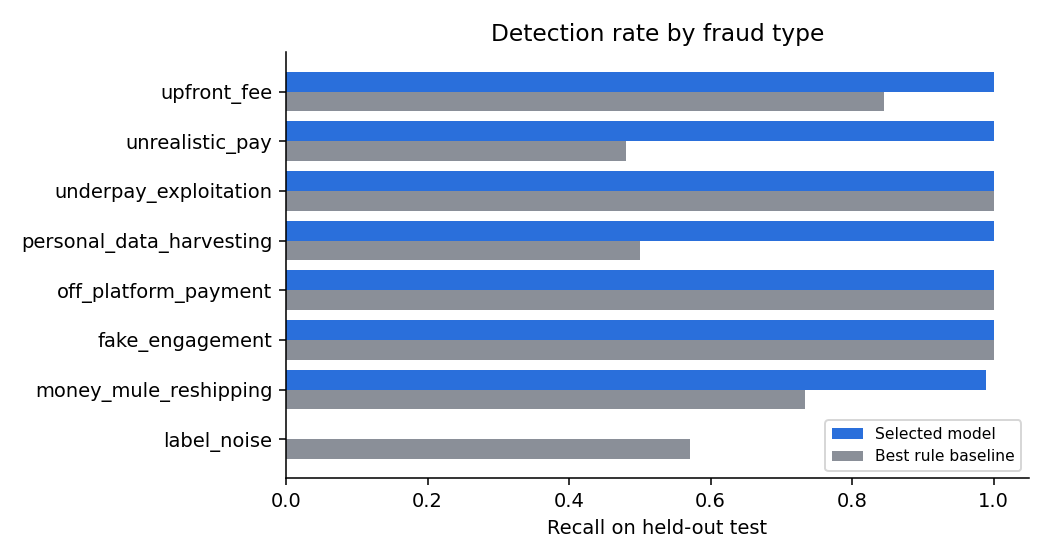 Detection rate by fraud type
upfront_fee
unrealistic_pay
underpay_exploitation
personal_data_harvesting
off_platform_payment
fake_engagement
money_mule_reshipping
label_noise
Selected model
Best rule baseline
0.0 0.2 0.4 0.6 0.8 1.0
Recall on held-out test